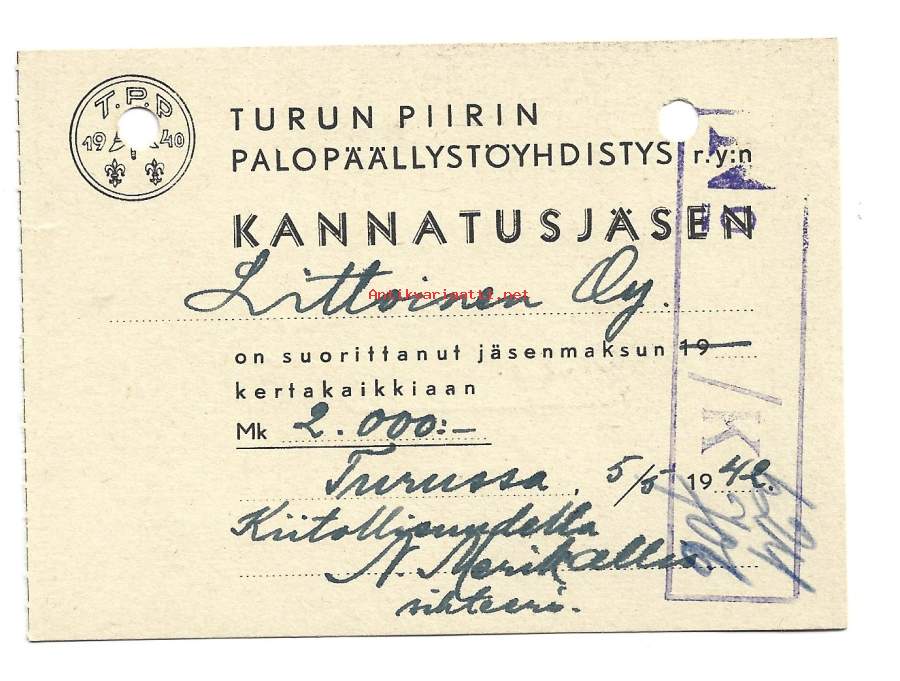 T.P.P
19 40
TURUN PIIRIN
PALOPÄÄLLYSTÖYHDISTYS r.y:n
KANNATUSJÄSEN
Littoinen Oy.
Antikvariaatit.net
on suorittanut jäsenmaksun 19
kertakaikkiaan
Mk 2.000:-
Turussa, 5/5 1942.
Kiitollisuudella
N. Merikallio
sihteeri.